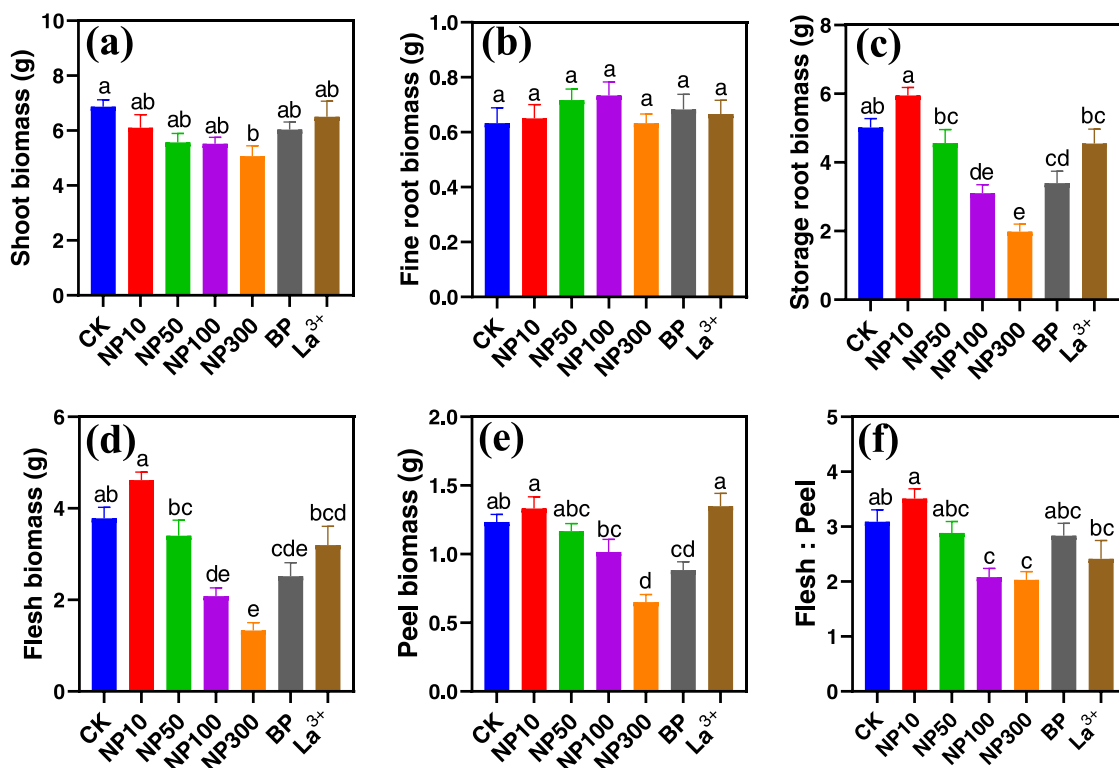 (a)
Shoot biomass (g)
10
8
6
4
2
0
a
ab
ab
ab
b
ab
ab
CK
NP10
NP50
NP100
NP300
BP
La³⁺
(b)
Fine root biomass (g)
1.0
0.8
0.6
0.4
0.2
0.0
a
a
a
a
a
a
a
CK
NP10
NP50
NP100
NP300
BP
La³⁺
(c)
Storage root biomass (g)
8
6
4
2
0
ab
a
bc
de
e
cd
bc
CK
NP10
NP50
NP100
NP300
BP
La³⁺
(d)
Flesh biomass (g)
6
4
2
0
ab
a
bc
de
e
cde
bcd
CK
NP10
NP50
NP100
NP300
BP
La³⁺
(e)
Peel biomass (g)
2.0
1.5
1.0
0.5
0.0
ab
a
abc
bc
d
cd
a
CK
NP10
NP50
NP100
NP300
BP
La³⁺
(f)
Flesh : Peel
5
4
3
2
1
0
ab
a
abc
c
c
abc
bc
CK
NP10
NP50
NP100
NP300
BP
La³⁺